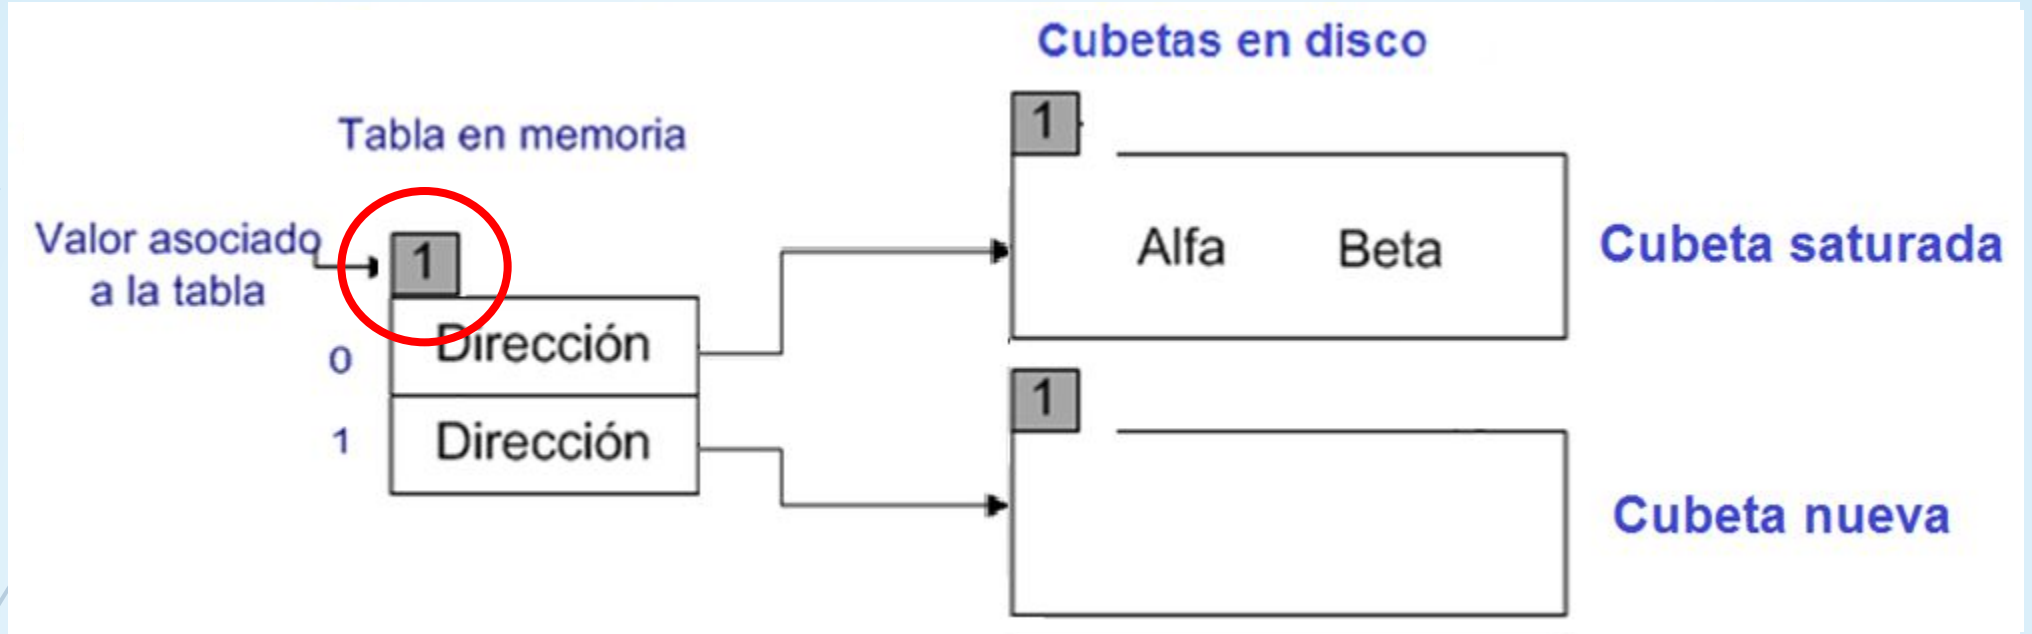 Cubetas en disco
Tabla en memoria
1
Valor asociado
a la tabla
1
0
Dirección
1
Dirección
Alfa
Beta
Cubeta saturada
1
Cubeta nueva